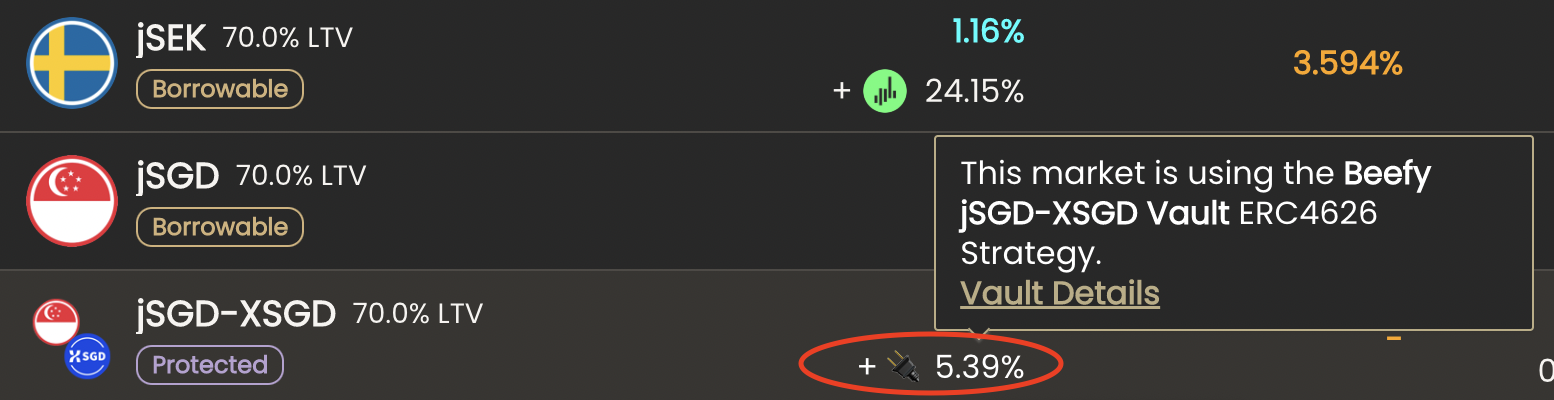 jSEK 70.0% LTV
1.16%
Borrowable
+ 24.15%
3.594%
jSGD 70.0% LTV
Borrowable
This market is using the Beefy
jSGD-XSGD Vault ERC4626
Strategy.
Vault Details
jSGD-XSGD 70.0% LTV
XSGD
Protected
+ 5.39%
-
0